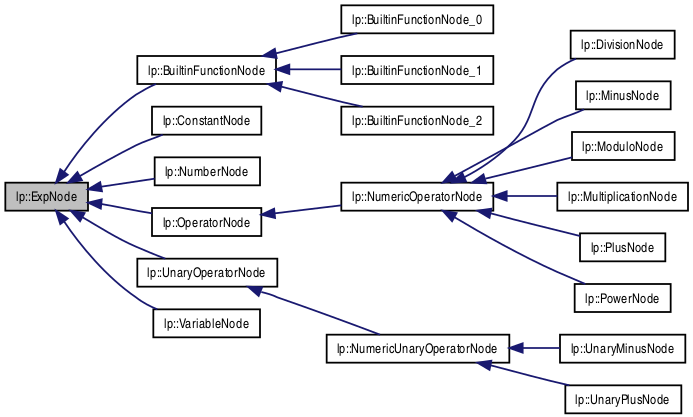 lp::BuiltinFunctionNode_0
lp::DivisionNode
lp::BuiltinFunctionNode
lp::BuiltinFunctionNode_1
lp::MinusNode
lp::ConstantNode
lp::BuiltinFunctionNode_2
lp::ModuloNode
lp::NumberNode
lp::ExpNode
lp::NumericOperatorNode
lp::MultiplicationNode
lp::OperatorNode
lp::PlusNode
lp::UnaryOperatorNode
lp::PowerNode
lp::VariableNode
lp::NumericUnaryOperatorNode
lp::UnaryMinusNode
lp::UnaryPlusNode